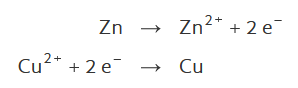 Zn → Zn²⁺ + 2 e⁻
Cu²⁺ + 2 e⁻ → Cu